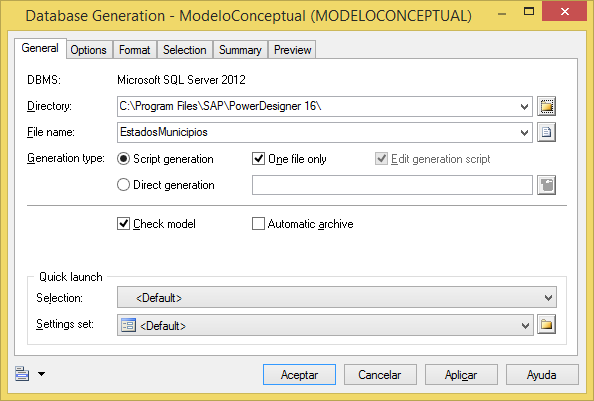 Database Generation - ModeloConceptual (MODELOCONCEPTUAL)
General Options Format Selection Summary Preview
DBMS: Microsoft SQL Server 2012
Directory: C:\Program Files\SAP\PowerDesigner 16\
File name: EstadosMunicipios
Generation type: Script generation One file only Edit generation script
Direct generation
Check model Automatic archive
Quick launch
Selection: <Default>
Settings set: <Default>
Aceptar Cancelar Aplicar Ayuda